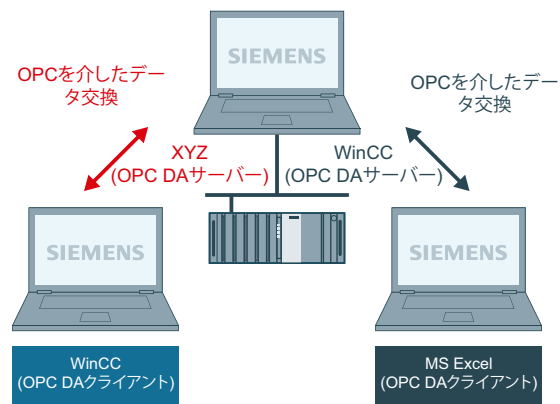 SIEMENS
OPCを介したデー
タ交換
OPCを介したデー
タ交換
XYZ
(OPC DAサーバー)
WinCC
(OPC DAサーバー)
SIEMENS
SIEMENS
WinCC
(OPC DAクライアント)
MS Excel
(OPC DAクライアント)